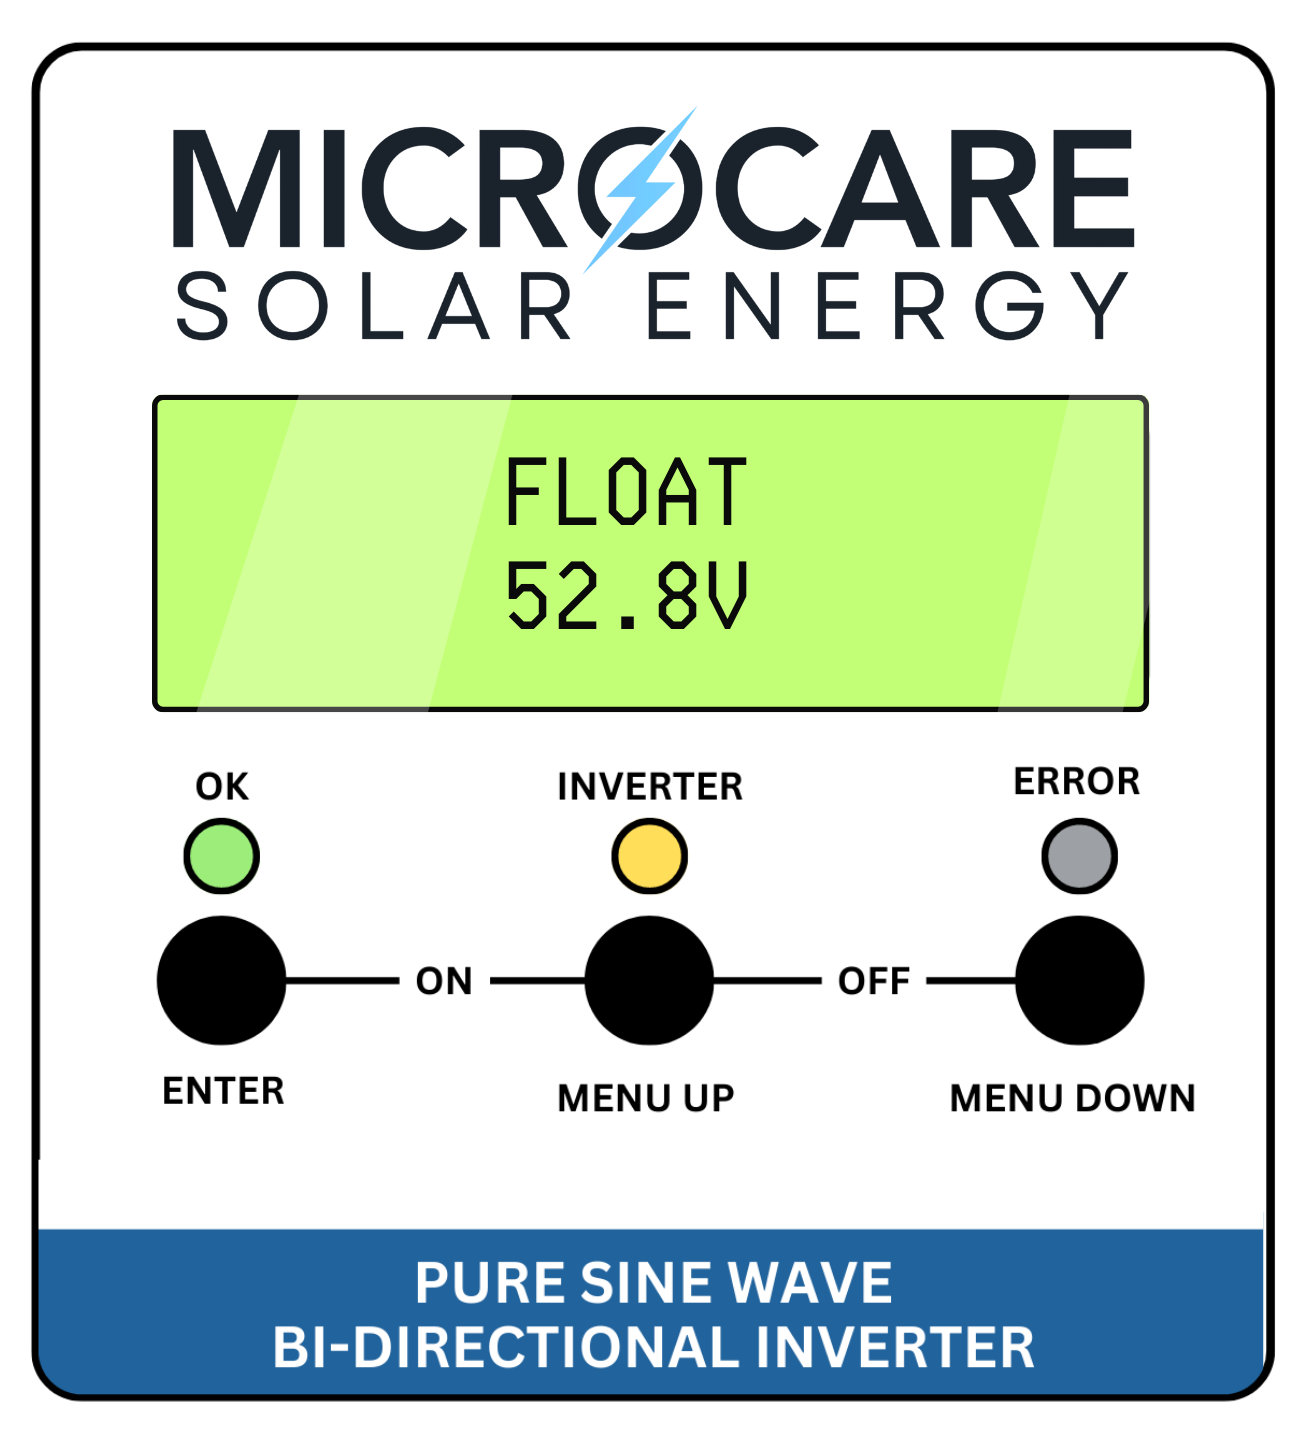 MICROCARE
SOLAR ENERGY
FLOAT
52.8V
OK INVERTER ERROR
ON OFF
ENTER MENU UP MENU DOWN
PURE SINE WAVE
BI-DIRECTIONAL INVERTER